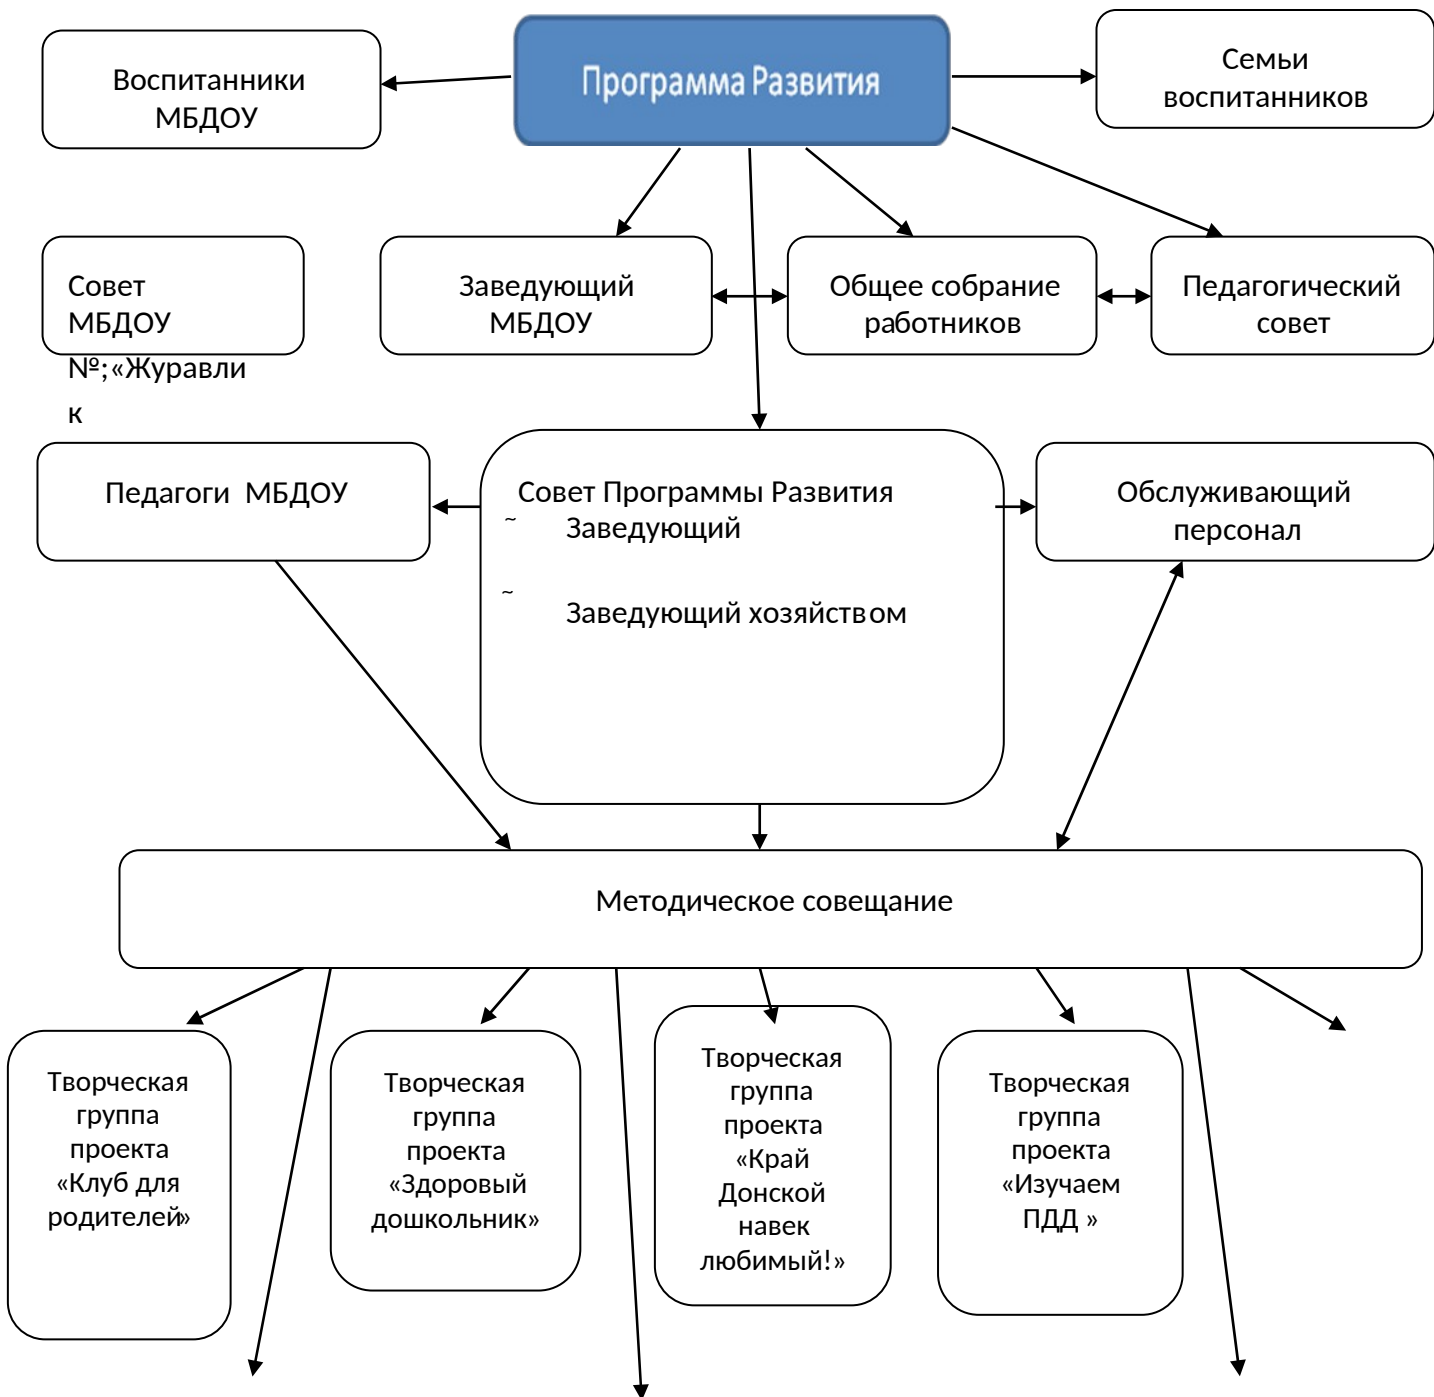 Воспитанники
МБДОУ
Программа Развития
Семьи
воспитанников
Совет
МБДОУ
№;«Журавли
к
Заведующий
МБДОУ
Общее собрание
работников
Педагогический
совет
Педагоги МБДОУ
Совет Программы Развития
~ Заведующий
~
Заведующий хозяйством
Обслуживающий
персонал
Методическое совещание
Творческая
группа
проекта
«Клуб для
родителей»
Творческая
группа
проекта
«Здоровый
дошкольник»
Творческая
группа
проекта
«Край
Донской
навек
любимый!»
Творческая
группа
проекта
«Изучаем
ПДД »